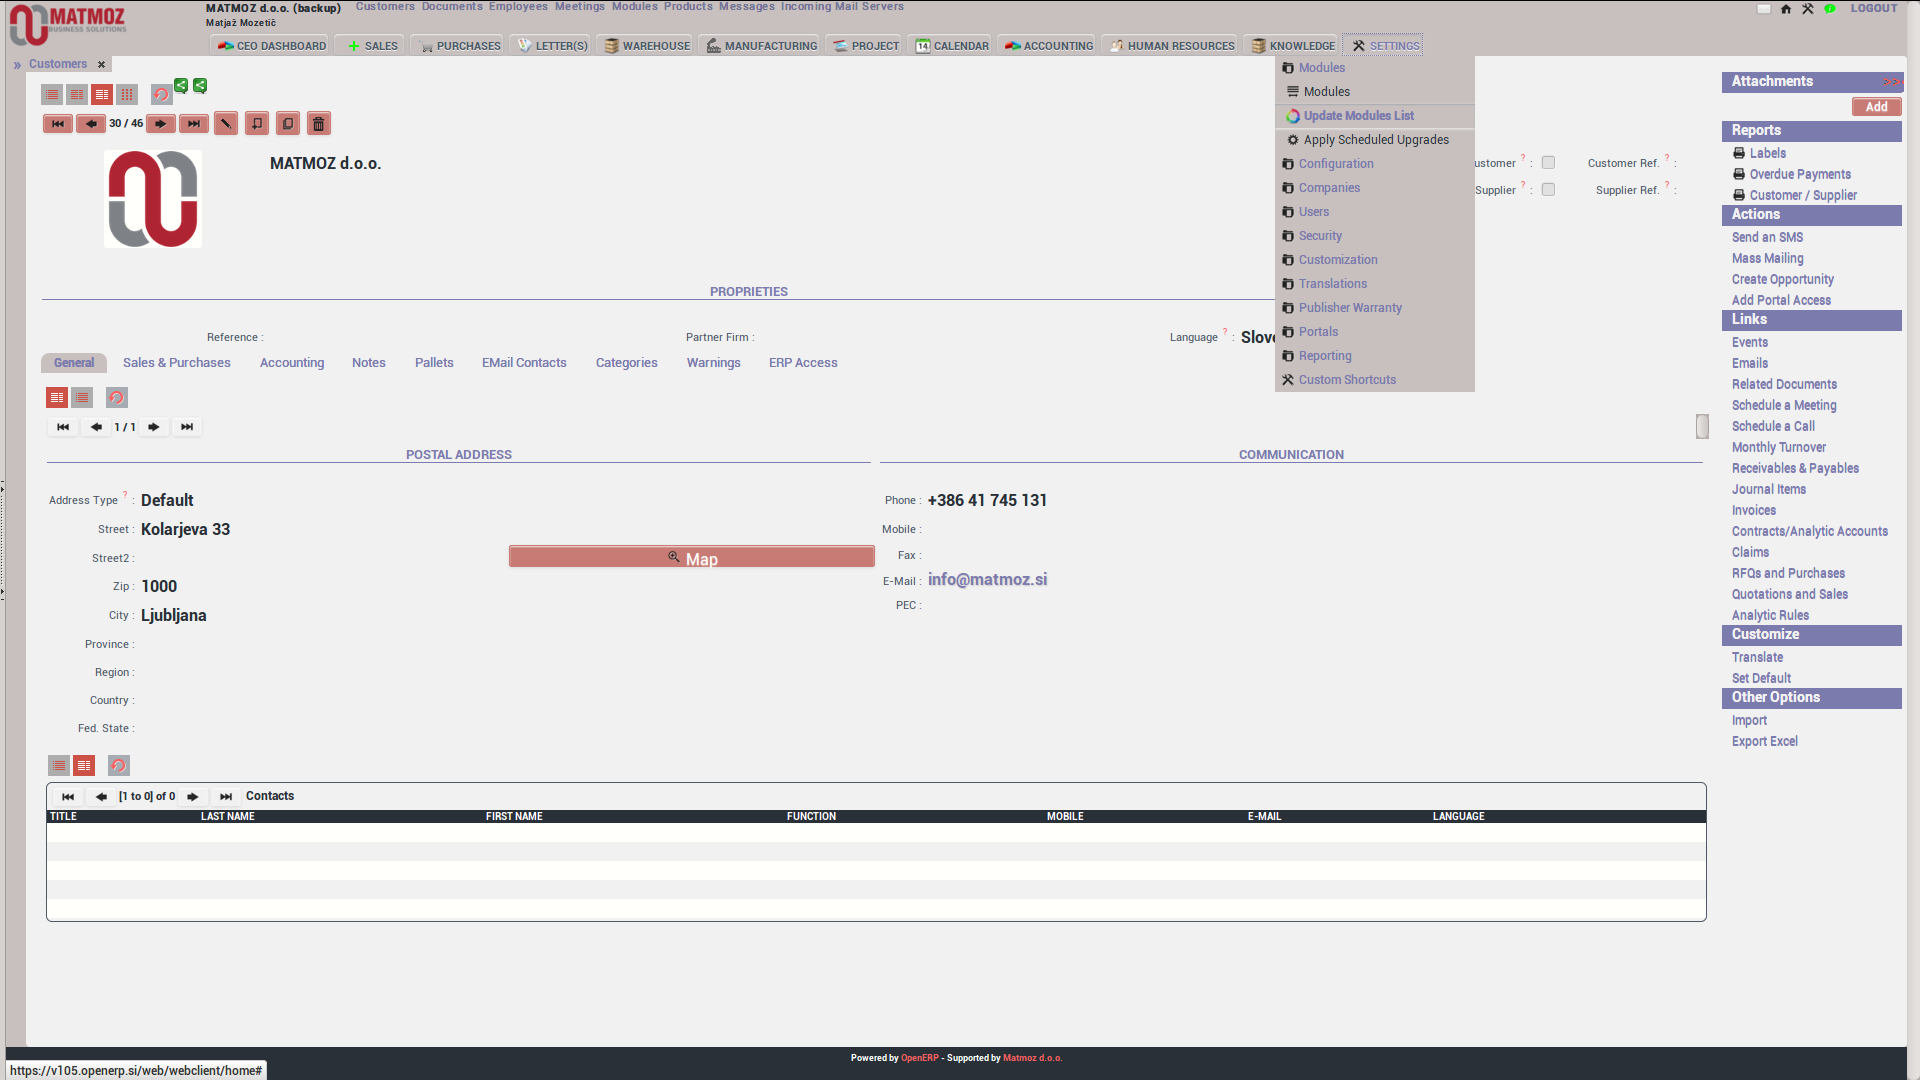 MATMOZ
BUSINESS SOLUTIONS
MATMOZ d.o.o. (backup)
Matjaž Mozetič
Customers Documents Employees Meetings Modules Products Messages Incoming Mail Servers
LOGOUT
CEO DASHBOARD SALES PURCHASES LETTER(S) WAREHOUSE MANUFACTURING PROJECT 14 CALENDAR ACCOUNTING HUMAN RESOURCES KNOWLEDGE SETTINGS
» Customers ×
Modules
Modules
Update Modules List
Apply Scheduled Upgrades
Configuration
Companies
Users
Security
Customization
Translations
Publisher Warranty
Portals
Reporting
Custom Shortcuts
30 / 46
MATMOZ d.o.o.
ustomer ? : Customer Ref. ? :
Supplier ? : Supplier Ref. ? :
PROPRIETIES
Reference : Partner Firm : Language ? : Slov
General Sales & Purchases Accounting Notes Pallets EMail Contacts Categories Warnings ERP Access
1 / 1
POSTAL ADDRESS
Address Type ? : Default
Street : Kolarjeva 33
Street2 :
Map
Zip : 1000
City : Ljubljana
Province :
Region :
Country :
Fed. State :
COMMUNICATION
Phone : +386 41 745 131
Mobile :
Fax :
E-Mail : info@matmoz.si
PEC :
[1 to 0] of 0 Contacts
TITLE LAST NAME FIRST NAME FUNCTION MOBILE E-MAIL LANGUAGE
Attachments >>>
Add
Reports
Labels
Overdue Payments
Customer / Supplier
Actions
Send an SMS
Mass Mailing
Create Opportunity
Add Portal Access
Links
Events
Emails
Related Documents
Schedule a Meeting
Schedule a Call
Monthly Turnover
Receivables & Payables
Journal Items
Invoices
Contracts/Analytic Accounts
Claims
RFQs and Purchases
Quotations and Sales
Analytic Rules
Customize
Translate
Set Default
Other Options
Import
Export Excel
Powered by OpenERP - Supported by Matmoz d.o.o.
https://v105.openerp.si/web/webclient/home#